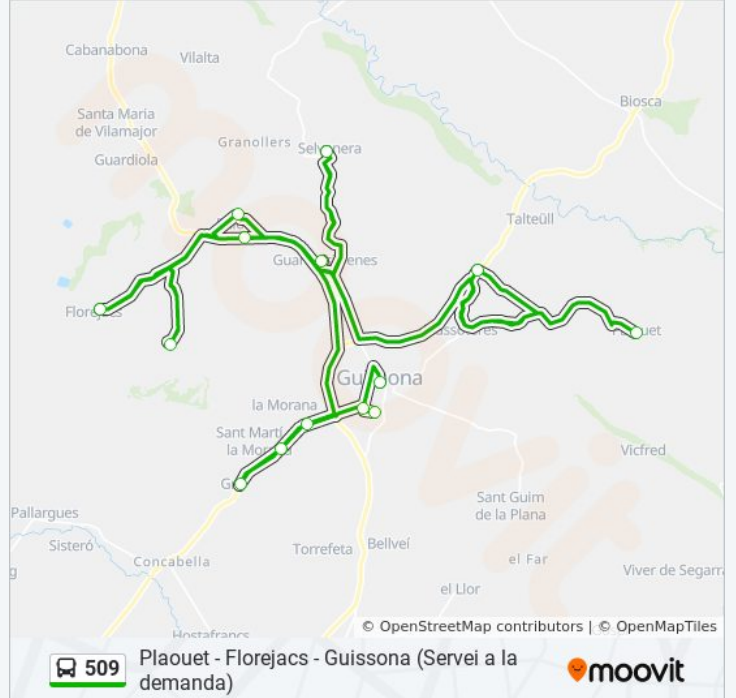 Cabanabona
Vilalta
Biosca
Santa Maria
de Vilamajor
Granollers
Guardiola
Talteüll
Guissona
la Morana
Sant Martí
Vicfred
Pallargues
Sant Guim
de la Plana
Sisteró
Concabella
Torrefeta
Bellveí
el Far
Viver de Segarr
el Llor
Hostafrancs
© OpenStreetMap contributors | © OpenMapTiles
509
Plaouet - Florejacs - Guissona (Servei a la
demanda)
moovit